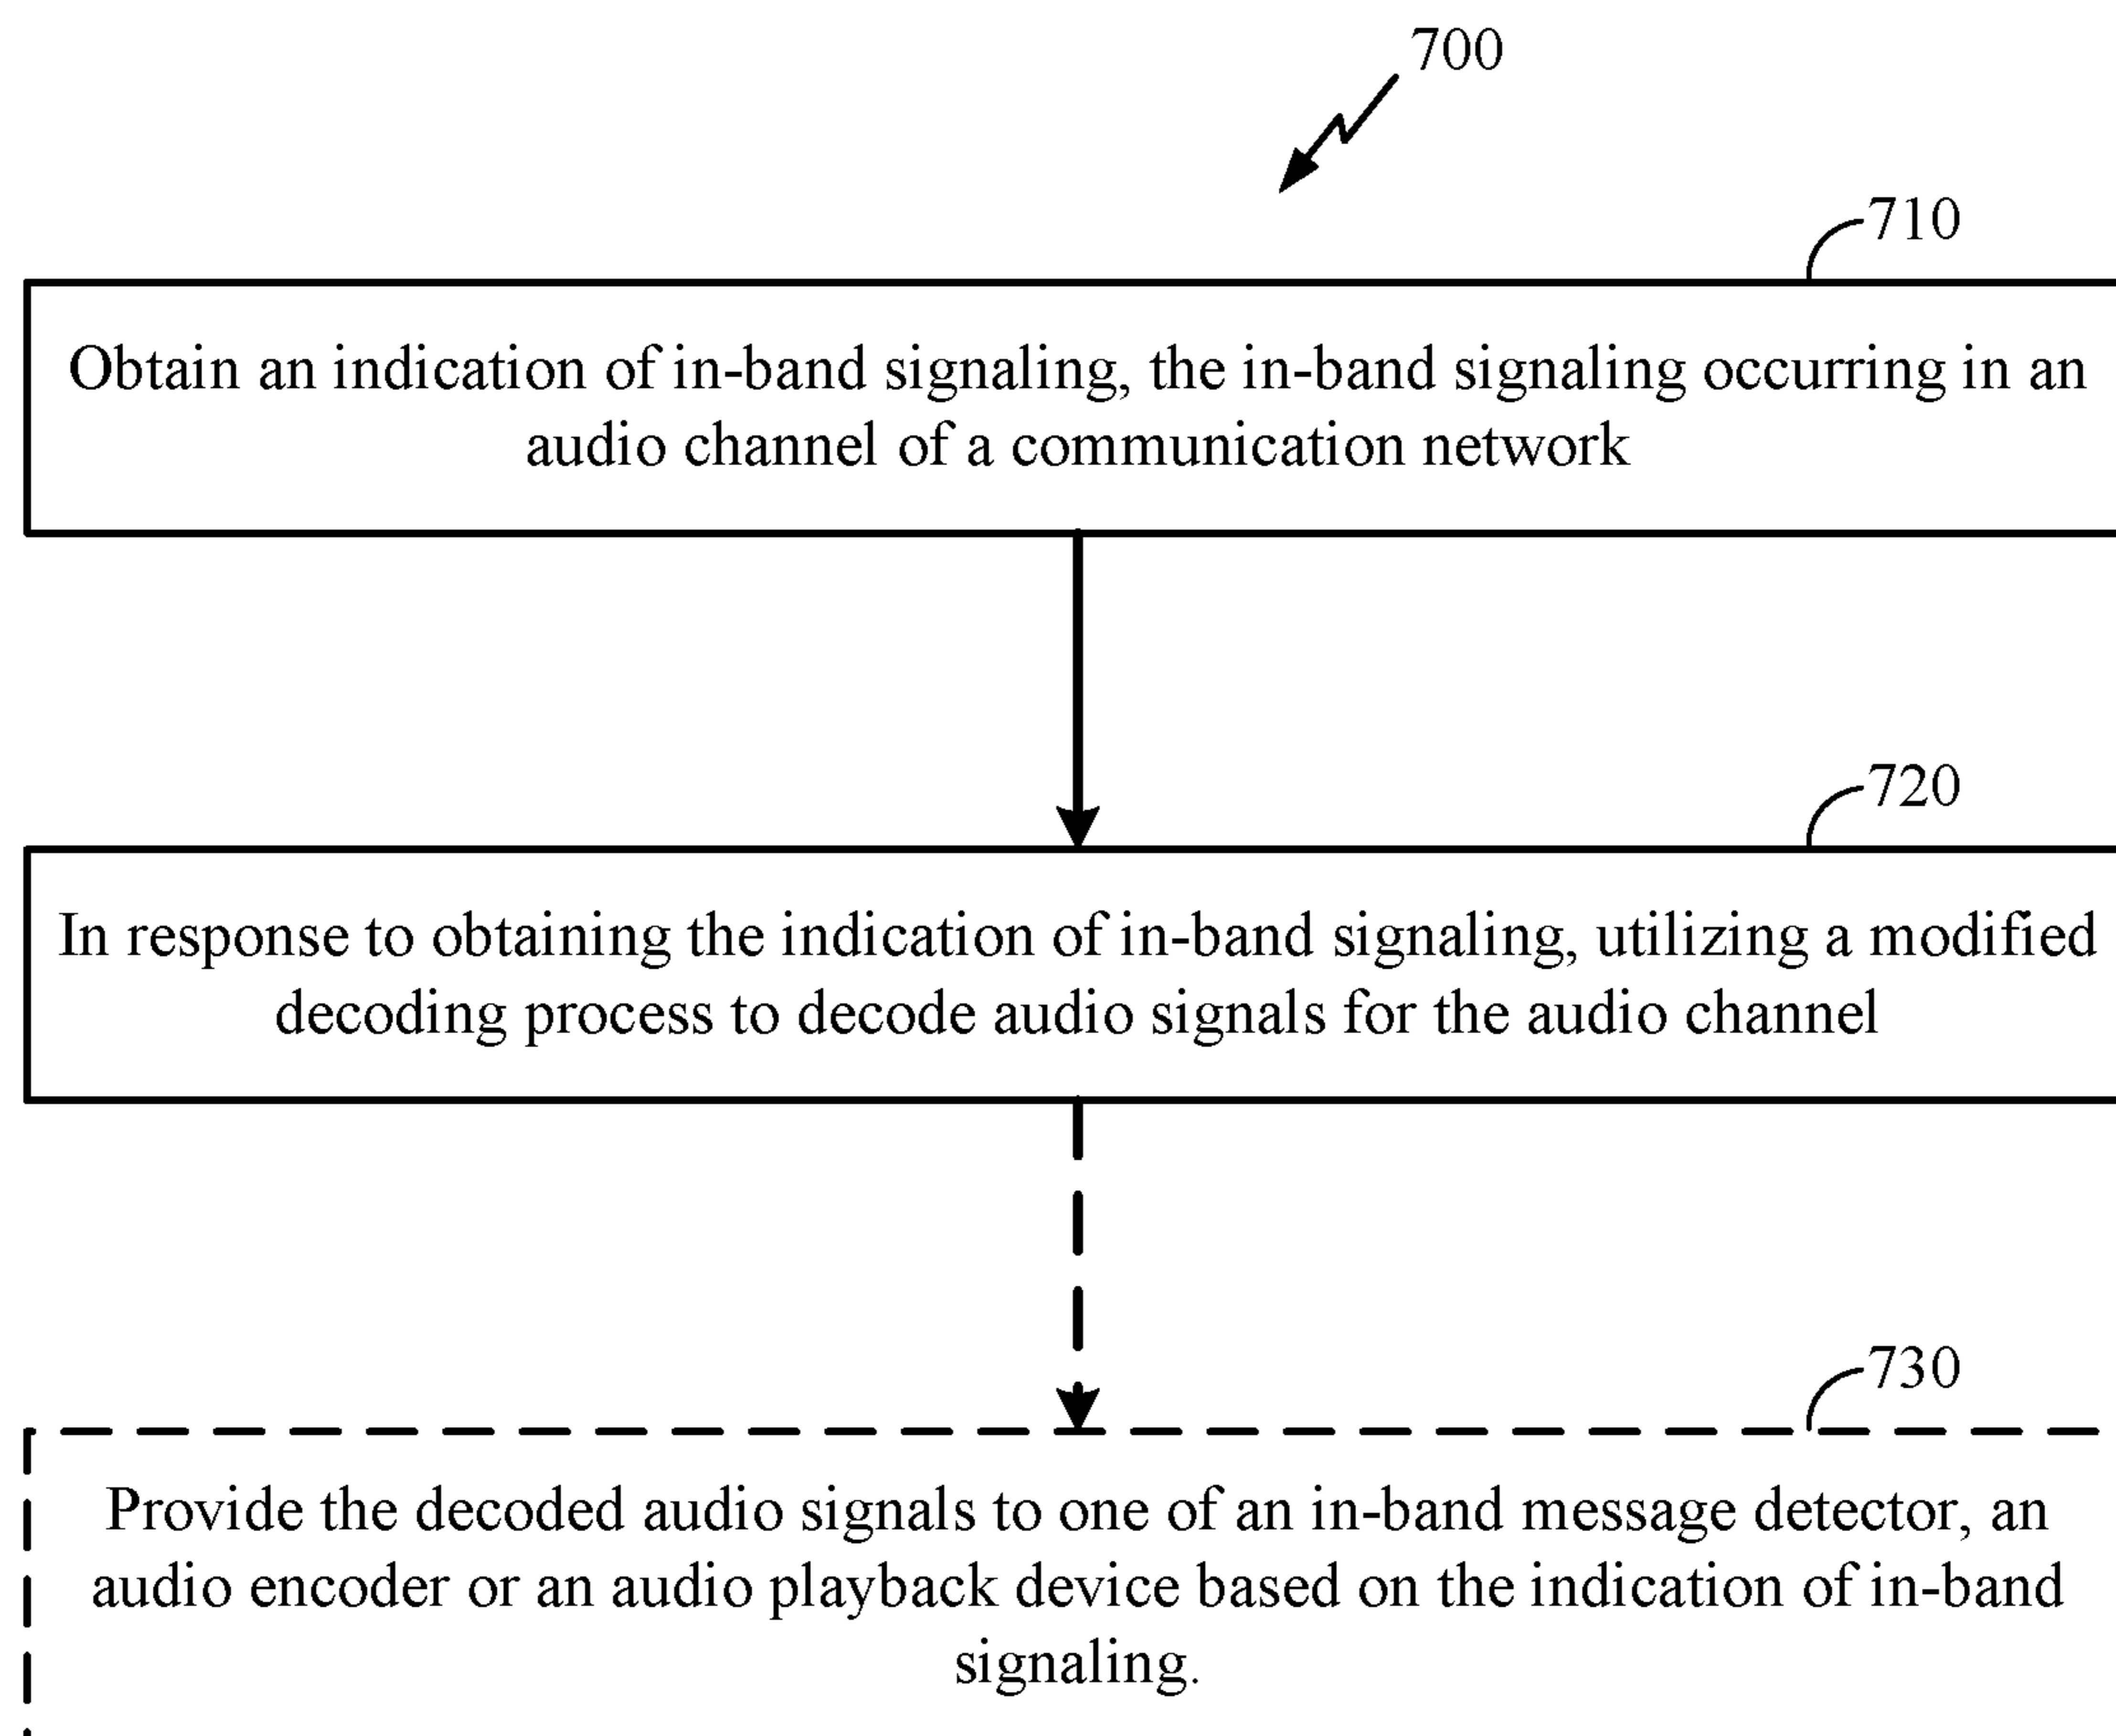 700
710
Obtain an indication of in-band signaling, the in-band signaling occurring in an
audio channel of a communication network
720
In response to obtaining the indication of in-band signaling, utilizing a modified
decoding process to decode audio signals for the audio channel
730
Provide the decoded audio signals to one of an in-band message detector, an
audio encoder or an audio playback device based on the indication of in-band
signaling.